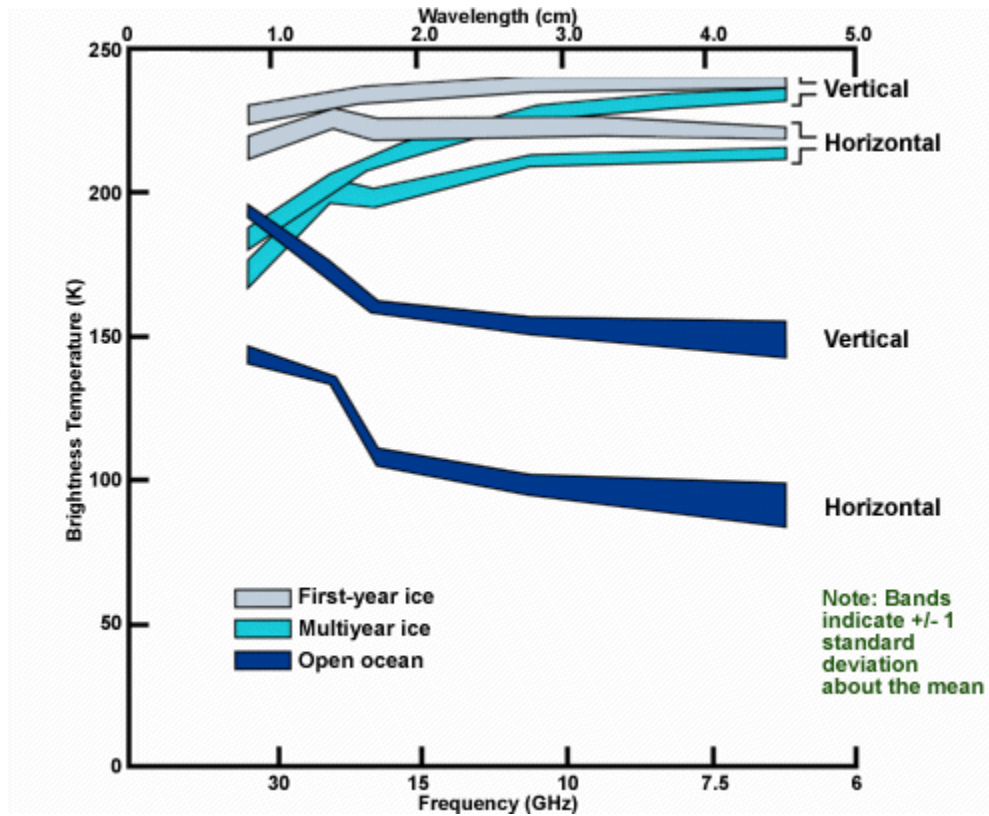 Wavelength (cm)
0 1.0 2.0 3.0 4.0 5.0
250
200
150
100
50
0
Brightness Temperature (K)
Vertical
Horizontal
Vertical
Horizontal
First-year ice
Multiyear ice
Open ocean
Note: Bands
indicate +/- 1
standard
deviation
about the mean
30 15 10 7.5 6
Frequency (GHz)